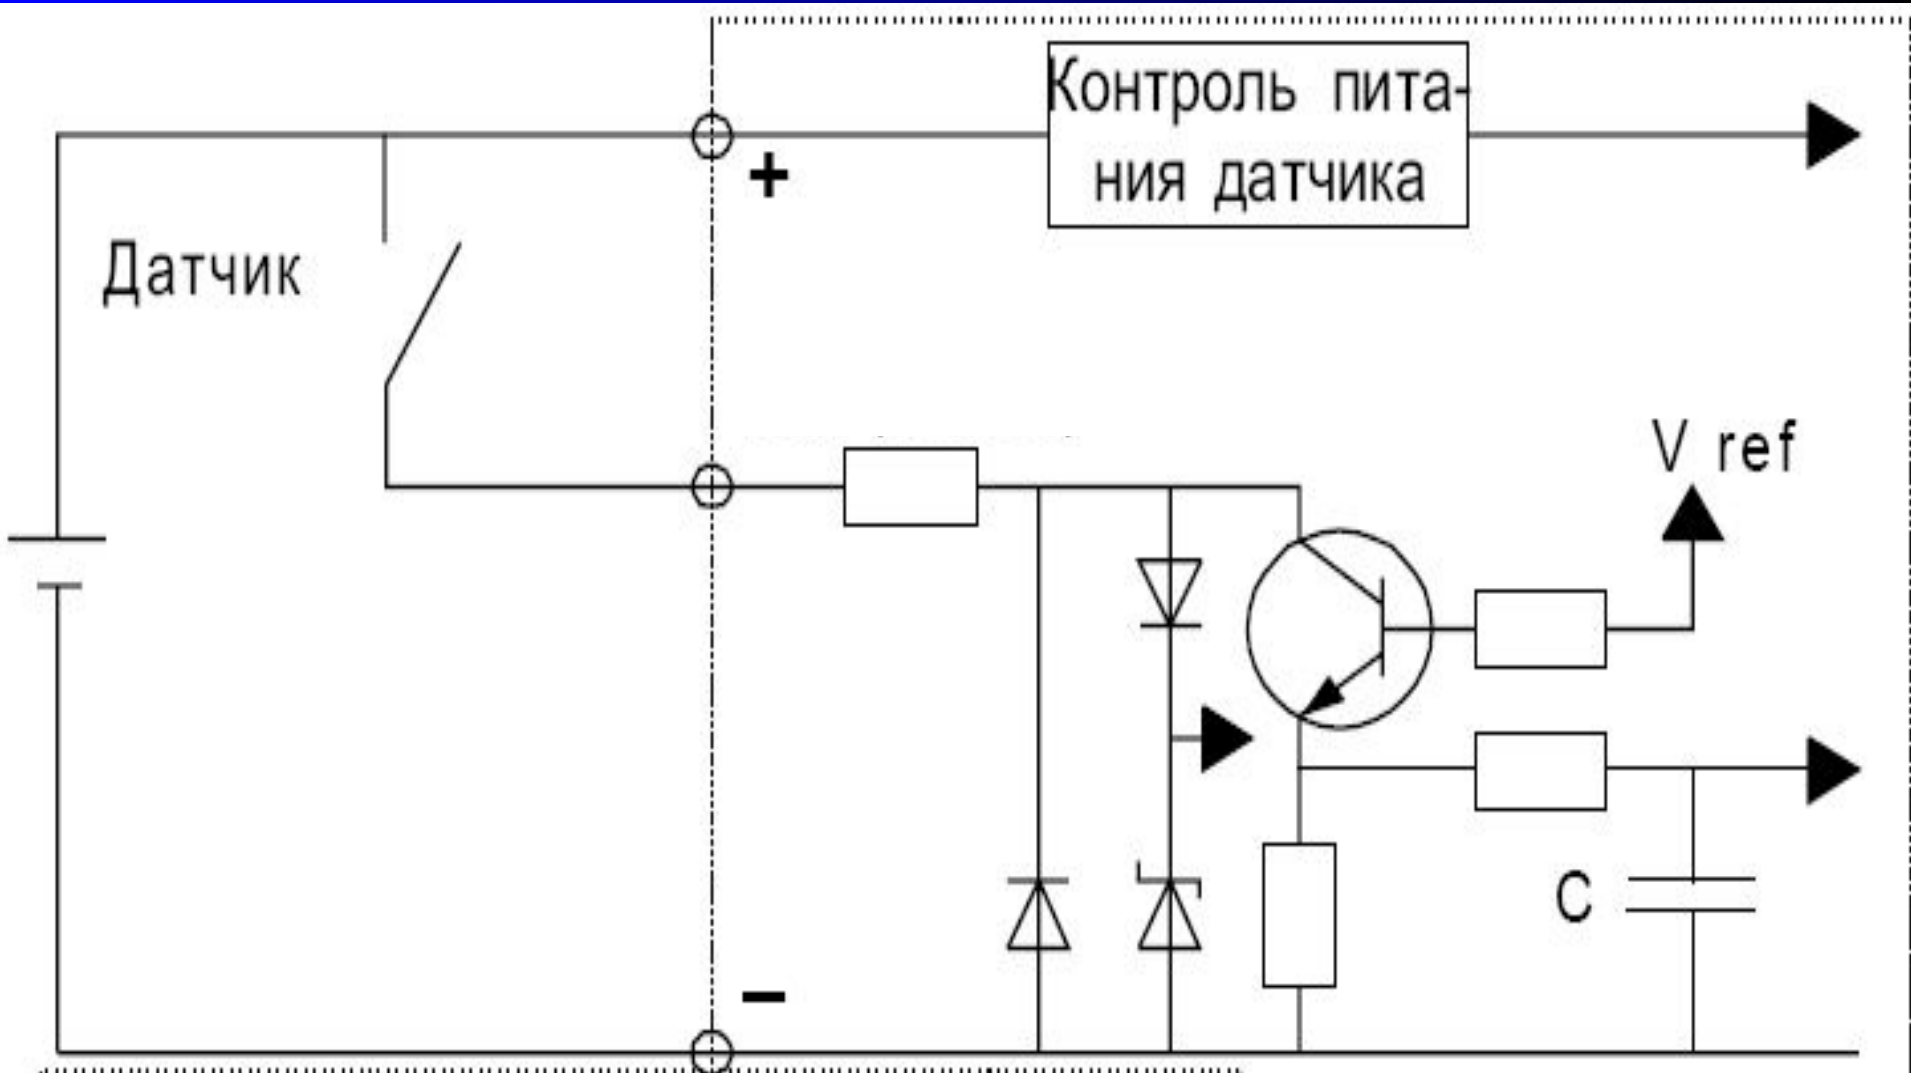 Контроль пита-
ния датчика
+
Датчик
V ref
C
−